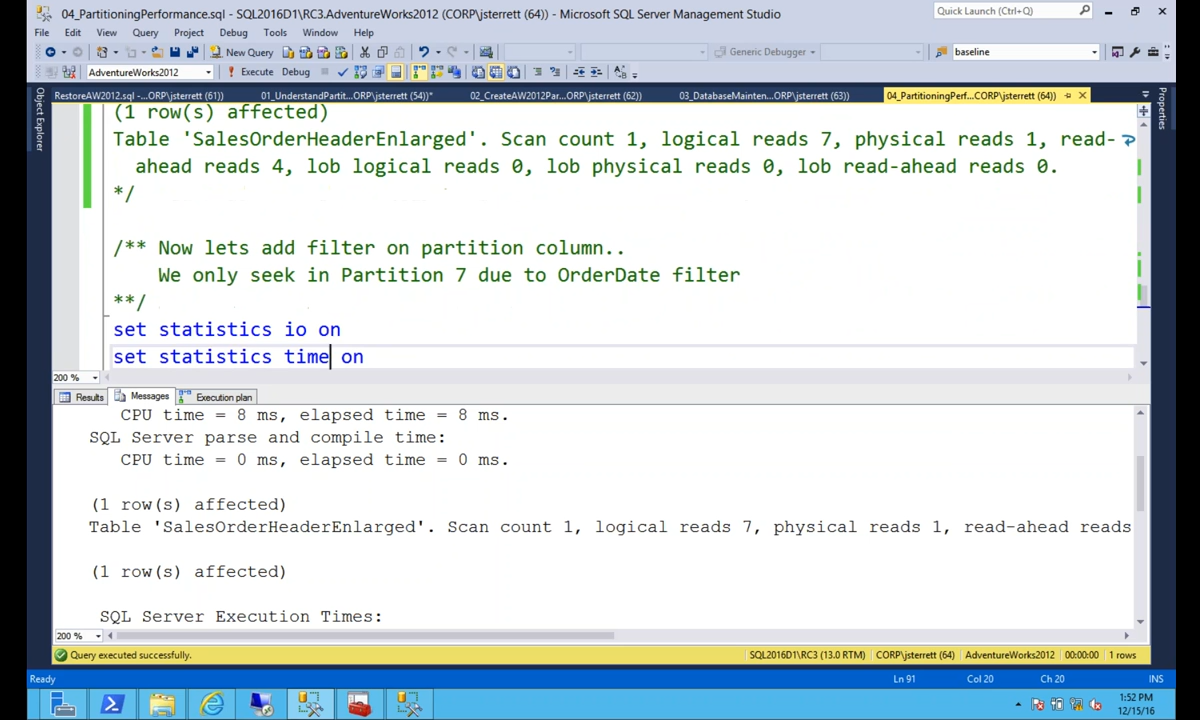 04_PartitioningPerformance.sql - SQL2016D1\RC3.AdventureWorks2012 (CORP\jsterrett (64)) - Microsoft SQL Server Management Studio
Quick Launch (Ctrl+Q)
File Edit View Query Project Debug Tools Window Help
New Query Generic Debugger baseline
AdventureWorks2012 Execute Debug
RestoreAW2012.sql -...ORP\jsterrett (61)) 01_UnderstandPartit...ORP\jsterrett (54))* 02_CreateAW2012Par...ORP\jsterrett (62)) 03_DatabaseMainten...ORP\jsterrett (63)) 04_PartitioningPerf...CORP\jsterrett (64))
Object Explorer
Properties
(1 row(s) affected)
Table 'SalesOrderHeaderEnlarged'. Scan count 1, logical reads 7, physical reads 1, read-
ahead reads 4, lob logical reads 0, lob physical reads 0, lob read-ahead reads 0.
*/
/** Now lets add filter on partition column..
We only seek in Partition 7 due to OrderDate filter
**/
set statistics io on
set statistics time on
200 %
Results Messages Execution plan
CPU time = 8 ms, elapsed time = 8 ms.
SQL Server parse and compile time:
CPU time = 0 ms, elapsed time = 0 ms.
(1 row(s) affected)
Table 'SalesOrderHeaderEnlarged'. Scan count 1, logical reads 7, physical reads 1, read-ahead reads
(1 row(s) affected)
SQL Server Execution Times:
200 %
Query executed successfully. SQL2016D1\RC3 (13.0 RTM) CORP\jsterrett (64) AdventureWorks2012 00:00:00 1 rows
Ready Ln 91 Col 20 Ch 20 INS
1:52 PM
12/15/16